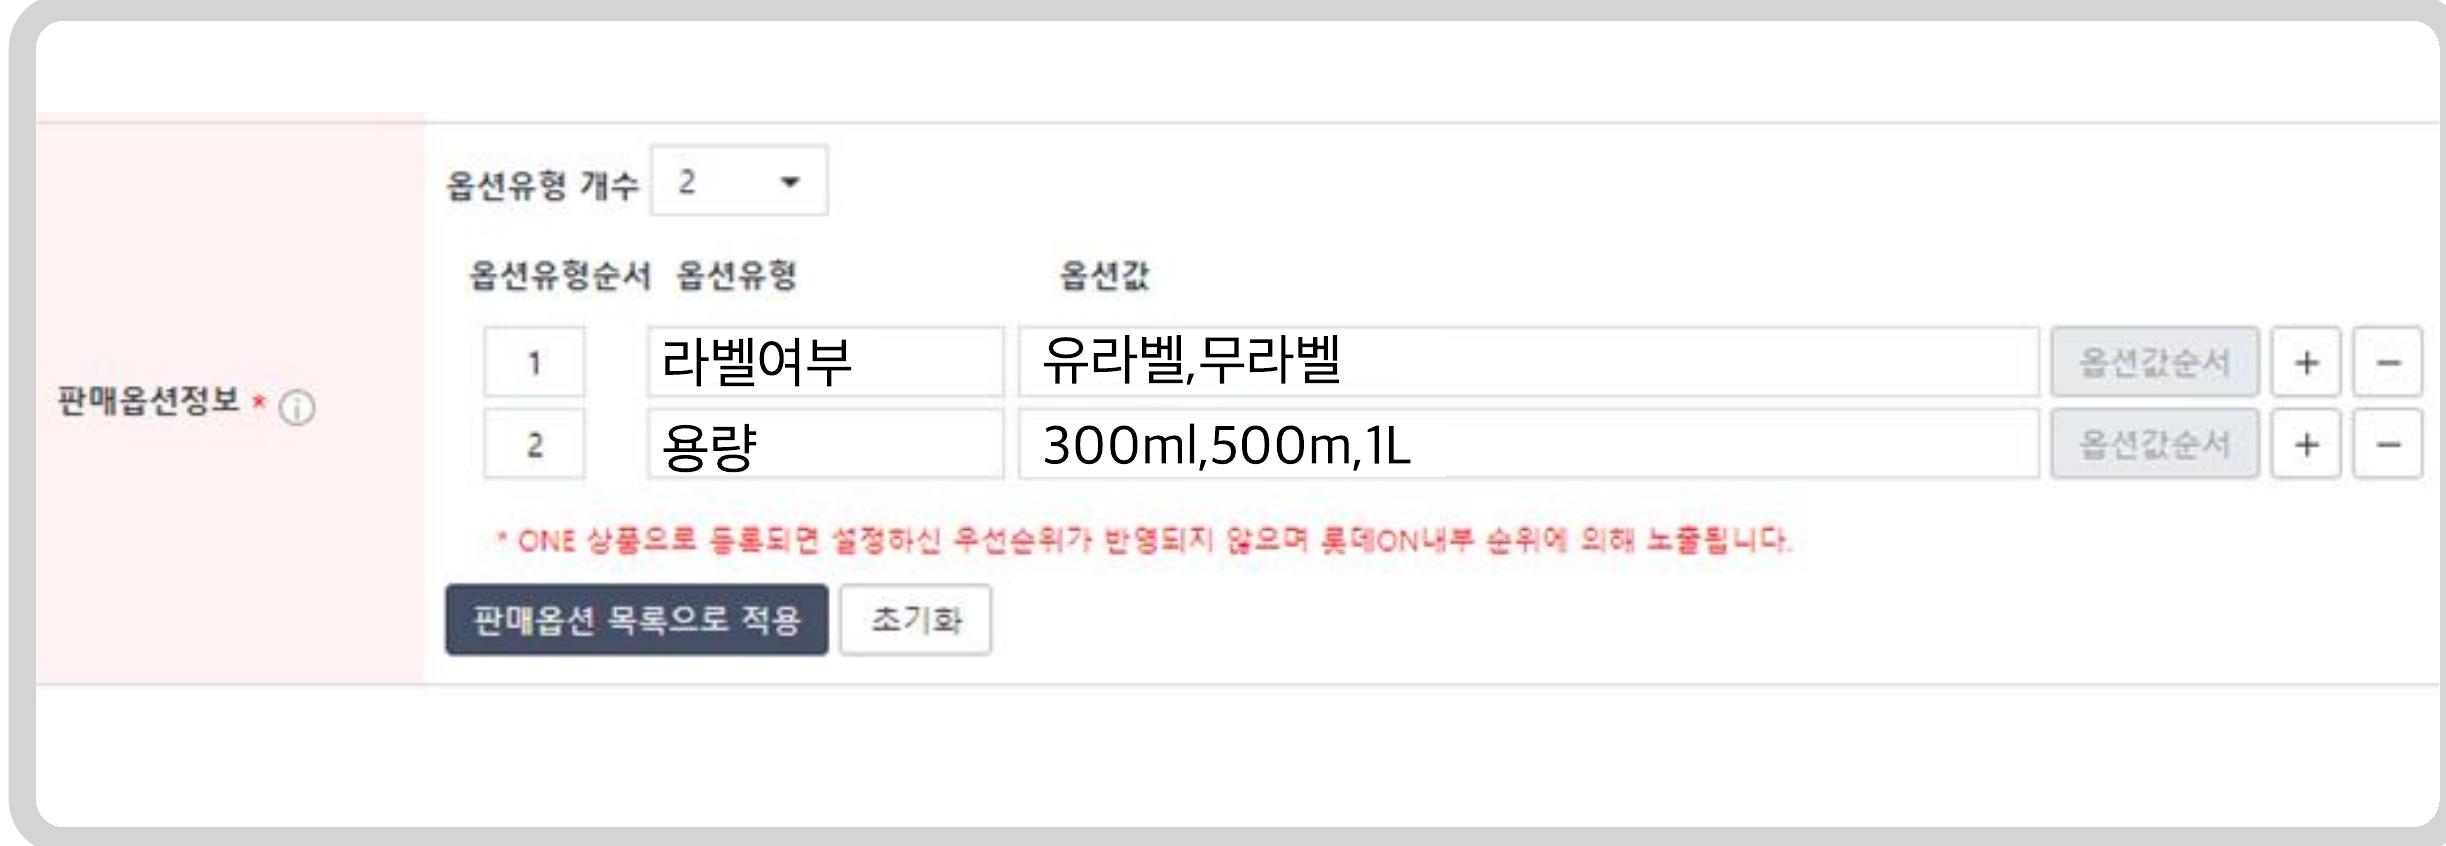 옵션유형 개수 2
옵션유형순서 옵션유형 옵션값
1 라벨여부 유라벨,무라벨 옵션값순서 + −
판매옵션정보 *
2 용량 300ml,500m,1L 옵션값순서 + −
* ONE 상품으로 등록되면 설정하신 우선순위가 반영되지 않으며 롯데ON내부 순위에 의해 노출됩니다.
판매옵션 목록으로 적용 초기화